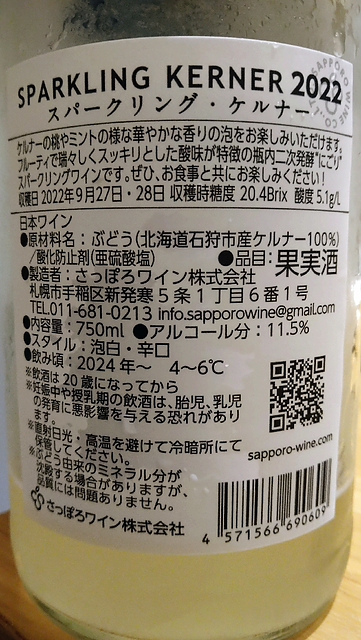 SPARKLING KERNER 2022
スパークリング・ケルナー
SAPPORO WINE CO.
ケルナーの桃やミントの様な華やかな香りの泡をお楽しみいただけます。
フルーティで瑞々しくスッキリとした酸味が特徴の瓶内二次発酵"にごり"
スパークリングワインです。ぜひ、お食事と共にお楽しみください！
収穫日 2022年9月27日・28日 収穫時糖度 20.4Brix 酸度 5.1g/L
日本ワイン
●原材料名：ぶどう(北海道石狩市産ケルナー100%)
/酸化防止剤(亜硫酸塩) ●品目：果実酒
●製造者：さっぽろワイン株式会社
札幌市手稲区新発寒５条１丁目６番１号
TEL.011-681-0213 info.sapporowine@gmail.com
●内容量：750ml ●アルコール分：11.5%
●スタイル：泡白・辛口
●飲み頃：2024年〜 4〜6℃
※飲酒は20歳になってから
※妊娠中や授乳期の飲酒は、胎児、乳児
の発育に悪影響を与える恐れがあり
ます。
※直射日光・高温を避けて冷暗所にて
保管してください。
※ぶどう由来のミネラル分が
沈殿する場合がありますが、
品質には問題ありません。
sapporo-wine.com
さっぽろワイン株式会社
4 571566 690609